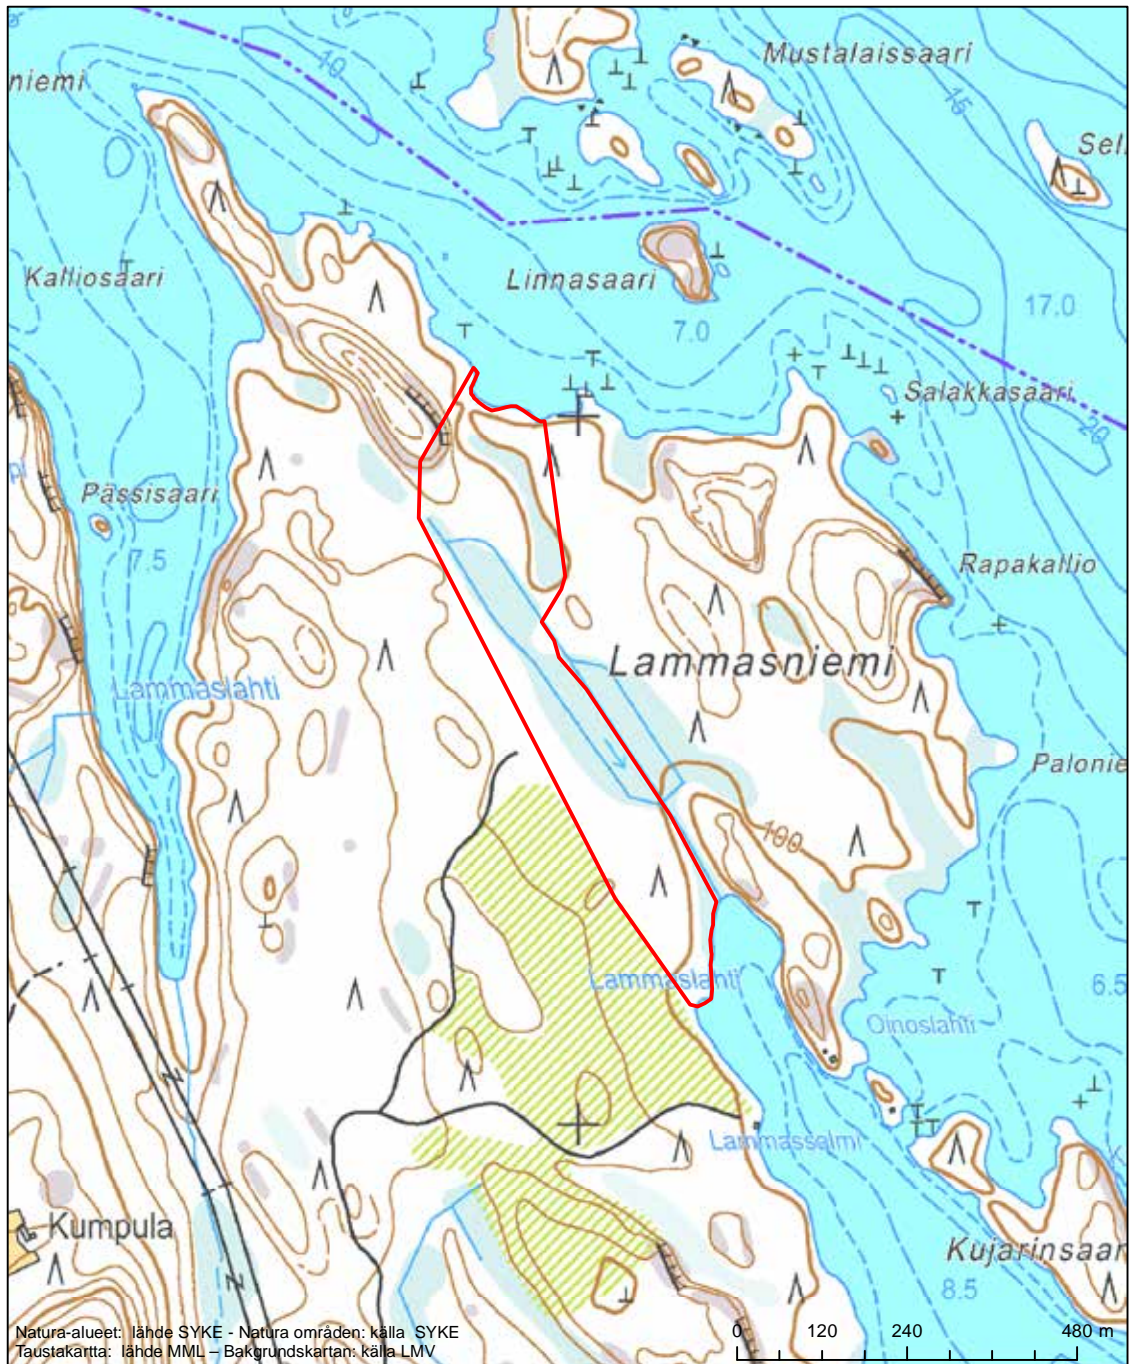 10
Mustalaissaari
niemi
15
Sel
Kalliosaari
Linnasaari
17.0
7.0
Salakkasaari
20
Pässisaari
7.5
Rapakallio
Lammasniemi
Lammaslahti
Palonie
100
Lammaslahti
6.5
Oinoslahti
Lammasselmi
Kumpula
Kujarinsaar
8.5
Natura-alueet: lähde SYKE - Natura områden: källa SYKE
0 120 240 480 m
Taustakartta: lähde MML – Bakgrundskartan: källa LMV